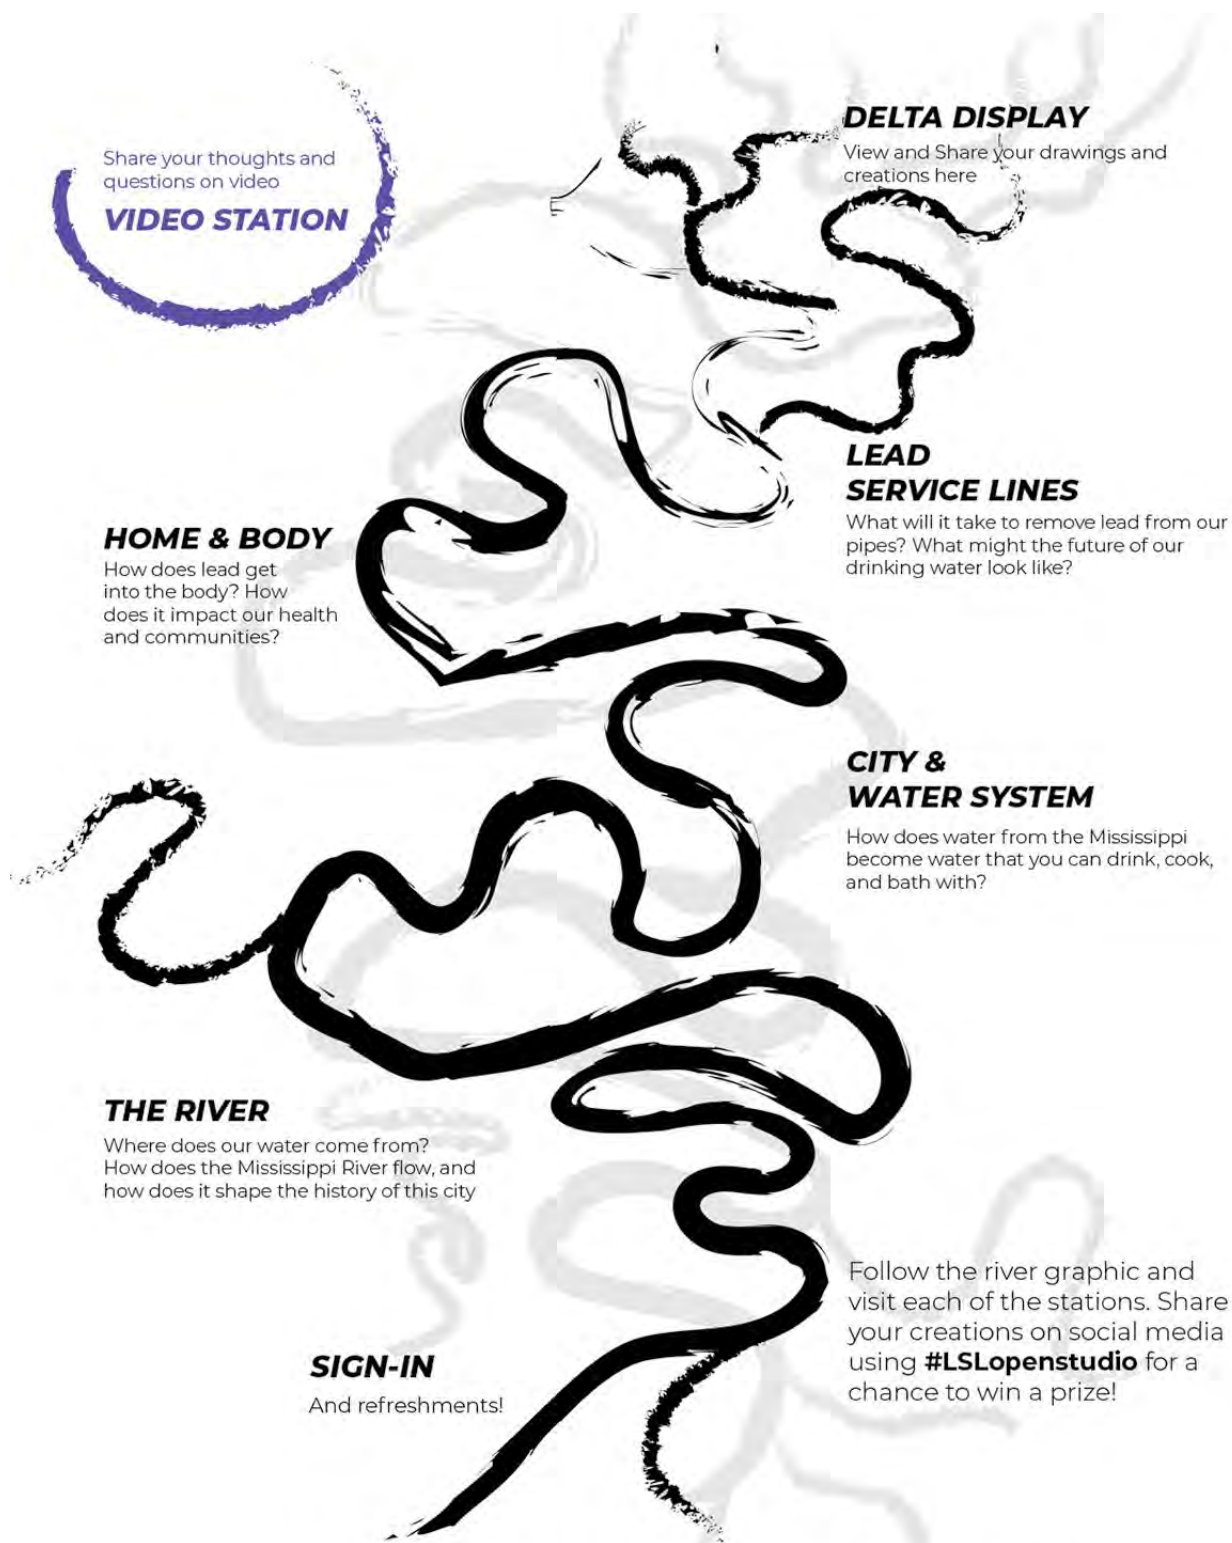 Share your thoughts and
questions on video
VIDEO STATION
DELTA DISPLAY
View and Share your drawings and
creations here
LEAD
SERVICE LINES
What will it take to remove lead from our
pipes? What might the future of our
drinking water look like?
HOME & BODY
How does lead get
into the body? How
does it impact our health
and communities?
CITY &
WATER SYSTEM
How does water from the Mississippi
become water that you can drink, cook,
and bath with?
THE RIVER
Where does our water come from?
How does the Mississippi River flow, and
how does it shape the history of this city
Follow the river graphic and
visit each of the stations. Share
your creations on social media
using #LSLopenstudio for a
chance to win a prize!
SIGN-IN
And refreshments!